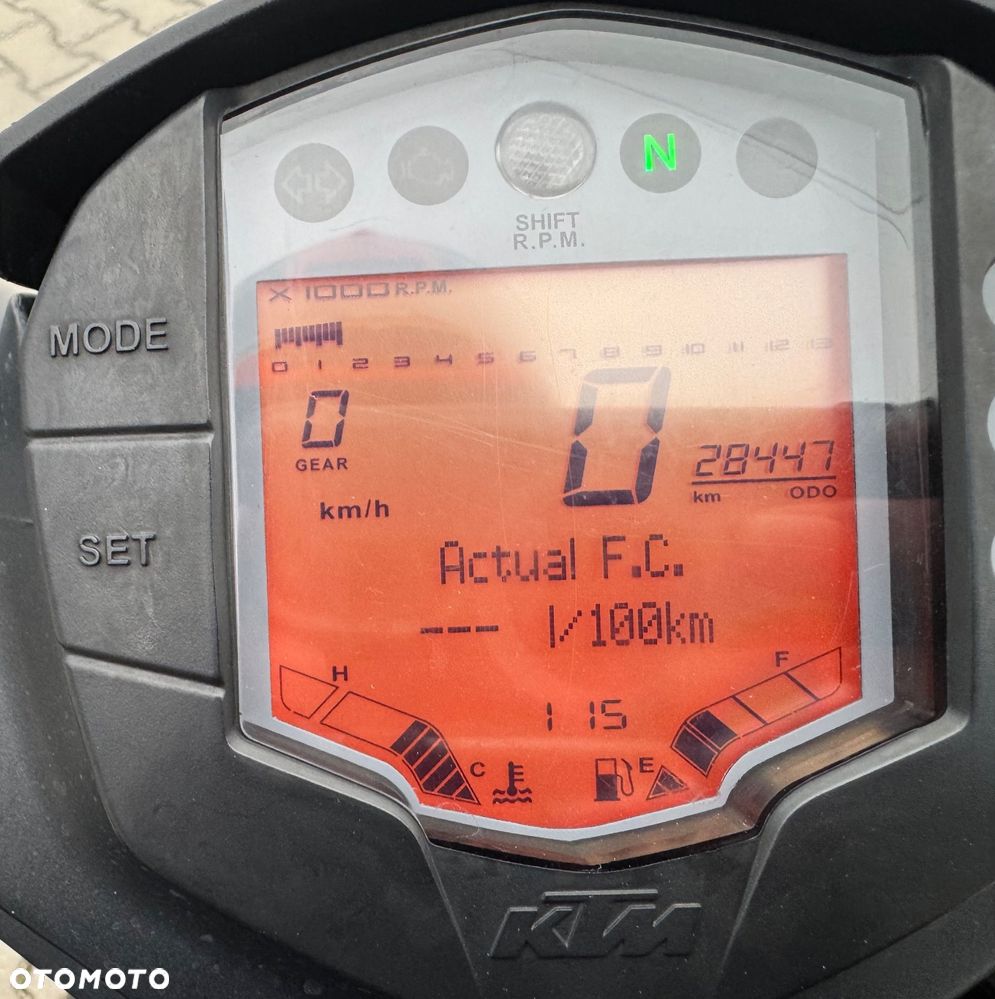 N
SHIFT
R.P.M.
X 1000 R.P.M.
0 1 2 3 4 5 6 7 8 9 10 11 12 13
MODE
0
GEAR
0
28447
km ODO
km/h
SET
Actual F.C.
--- l/100km
H
F
1 15
C
E
KTM
OTOMOTO